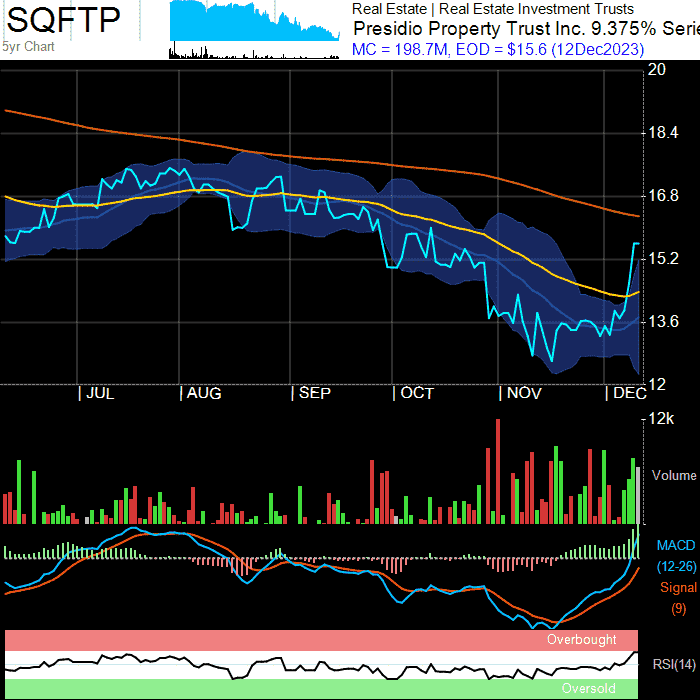 SQFTP
5yr Chart
Real Estate | Real Estate Investment Trusts
Presidio Property Trust Inc. 9.375% Serie
MC = 198.7M, EOD = $15.6 (12Dec2023)
20
18.4
16.8
15.2
13.6
12
| JUL | AUG | SEP | OCT | NOV | DEC
12k
Volume
MACD
(12-26)
Signal
(9)
Overbought
RSI(14)
Oversold